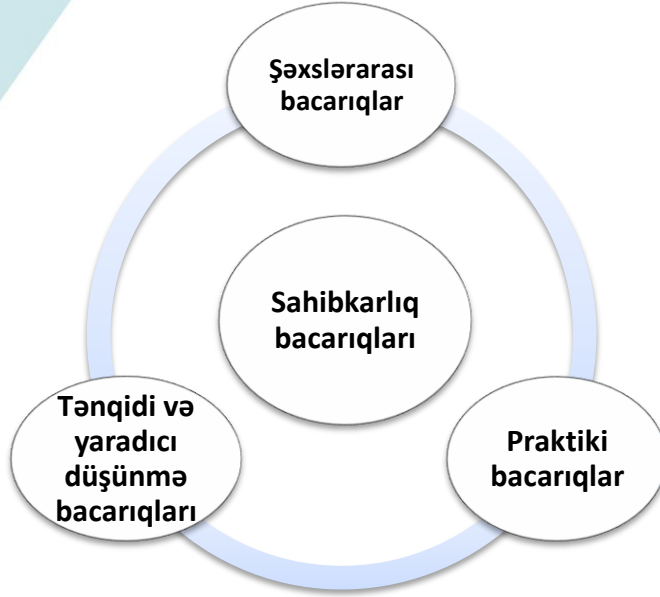 Şəxslərarası
bacarıqlar
Sahibkarlıq
bacarıqları
Tənqidi və
yaradıcı
düşünmə
bacarıqları
Praktiki
bacarıqlar